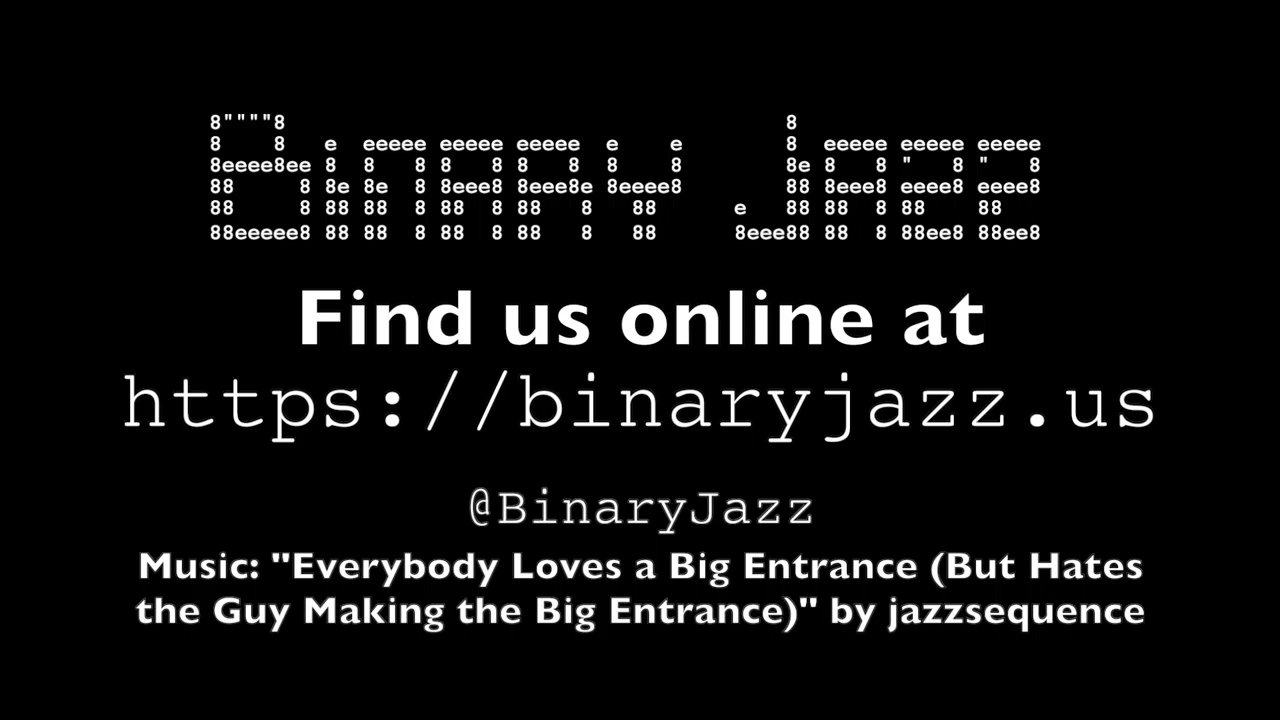 Binary Jazz
Find us online at
https://binaryjazz.us
@BinaryJazz
Music: "Everybody Loves a Big Entrance (But Hates
the Guy Making the Big Entrance)" by jazzsequence